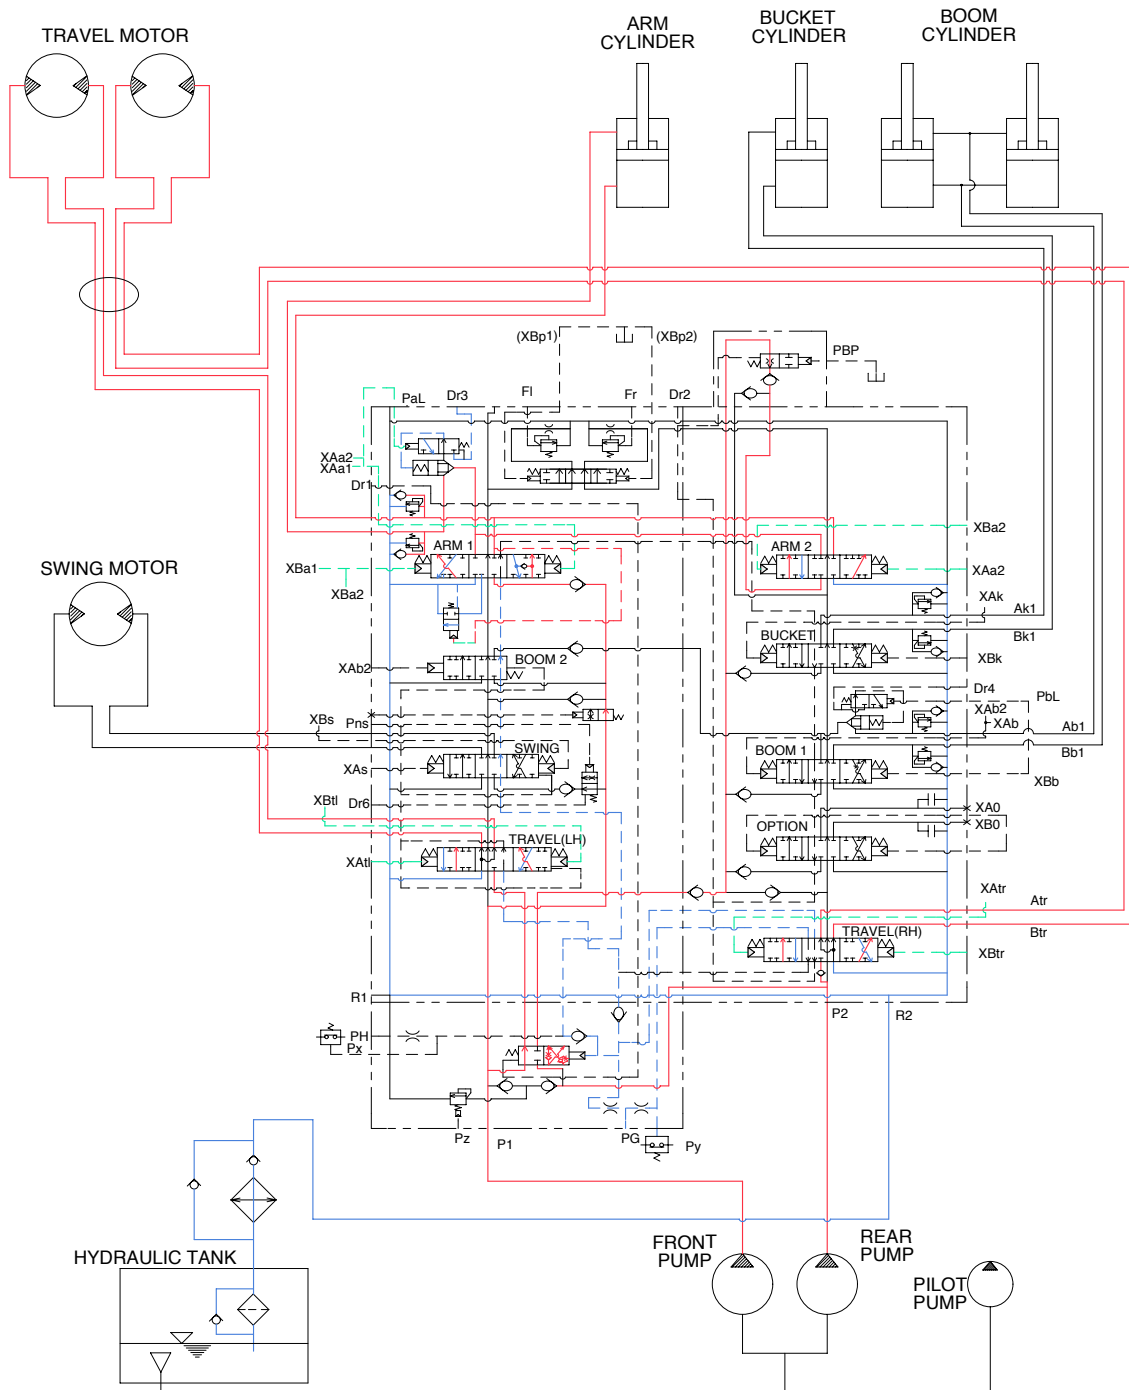 TRAVEL MOTOR
ARM
CYLINDER
BUCKET
CYLINDER
BOOM
CYLINDER
(XBp1)
(XBp2)
PBP
PaL
Dr3
Fl
Fr
Dr2
XAa2
XAa1
Dr1
ARM 1
ARM 2
XBa2
XBa1
XBa2
XAa2
SWING MOTOR
XAk
Ak1
Bk1
BUCKET
XBk
BOOM 2
XAb2
Dr4
PbL
XAb2
XAb
Ab1
XBs
Pns
SWING
BOOM 1
Bb1
XAs
XBb
XBtl
Dr6
XA0
XB0
OPTION
TRAVEL(LH)
XAtl
XAtr
Atr
TRAVEL(RH)
Btr
XBtr
R1
P2
R2
PH
Px
Pz
P1
PG
Py
HYDRAULIC TANK
FRONT
PUMP
REAR
PUMP
PILOT
PUMP